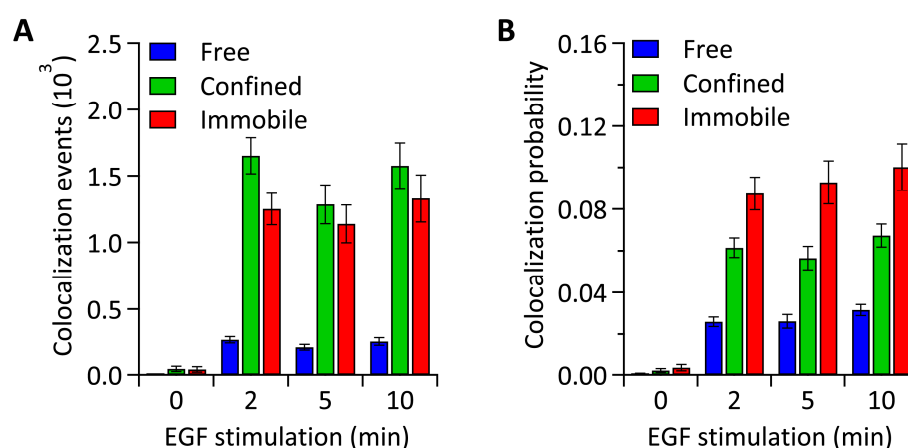 A
Colocalization events (10³)
2.5
2.0
1.5
1.0
0.5
0.0
Free
Confined
Immobile
0 2 5 10
EGF stimulation (min)
B
Colocalization probability
0.16
0.12
0.08
0.04
0.00
Free
Confined
Immobile
0 2 5 10
EGF stimulation (min)